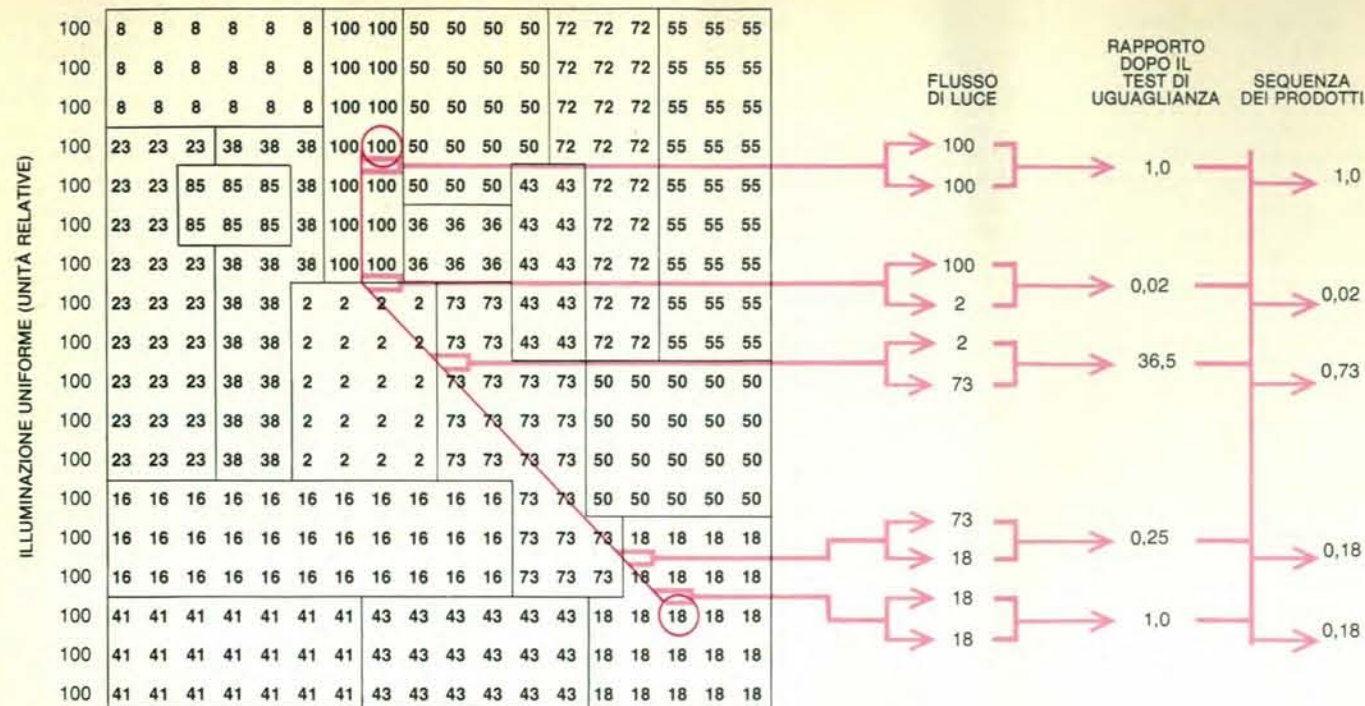 ILLUMINAZIONE UNIFORME (UNITÀ RELATIVE)
100 8 8 8 8 8 8 100 100 50 50 50 50 72 72 72 55 55 55
100 8 8 8 8 8 8 100 100 50 50 50 50 72 72 72 55 55 55
100 8 8 8 8 8 8 100 100 50 50 50 50 72 72 72 55 55 55
100 23 23 23 38 38 38 100 100 50 50 50 50 72 72 72 55 55 55
100 23 23 85 85 85 38 100 100 50 50 50 43 43 72 72 55 55 55
100 23 23 85 85 85 38 100 100 36 36 36 43 43 72 72 55 55 55
100 23 23 23 38 38 38 100 100 36 36 36 43 43 72 72 55 55 55
100 23 23 23 38 38 2 2 2 2 73 73 43 43 72 72 55 55 55
100 23 23 23 38 38 2 2 2 2 73 73 43 43 72 72 55 55 55
100 23 23 23 38 38 2 2 2 2 73 73 73 73 50 50 50 50 50
100 23 23 23 38 38 2 2 2 2 73 73 73 73 50 50 50 50 50
100 23 23 23 38 38 2 2 2 2 73 73 73 73 50 50 50 50 50
100 16 16 16 16 16 16 16 16 16 16 16 73 73 50 50 50 50 50
100 16 16 16 16 16 16 16 16 16 16 16 73 73 73 18 18 18 18
100 16 16 16 16 16 16 16 16 16 16 16 73 73 73 18 18 18 18
100 41 41 41 41 41 41 41 43 43 43 43 43 43 18 18 18 18 18
100 41 41 41 41 41 41 41 43 43 43 43 43 43 18 18 18 18 18
100 41 41 41 41 41 41 41 43 43 43 43 43 43 18 18 18 18 18
FLUSSO
DI LUCE
100
100
100
2
2
73
73
18
18
18
RAPPORTO
DOPO IL
TEST DI
UGUAGLIANZA
1,0
0,02
36,5
0,25
1,0
SEQUENZA
DEI PRODOTTI
1,0
0,02
0,73
0,18
0,18